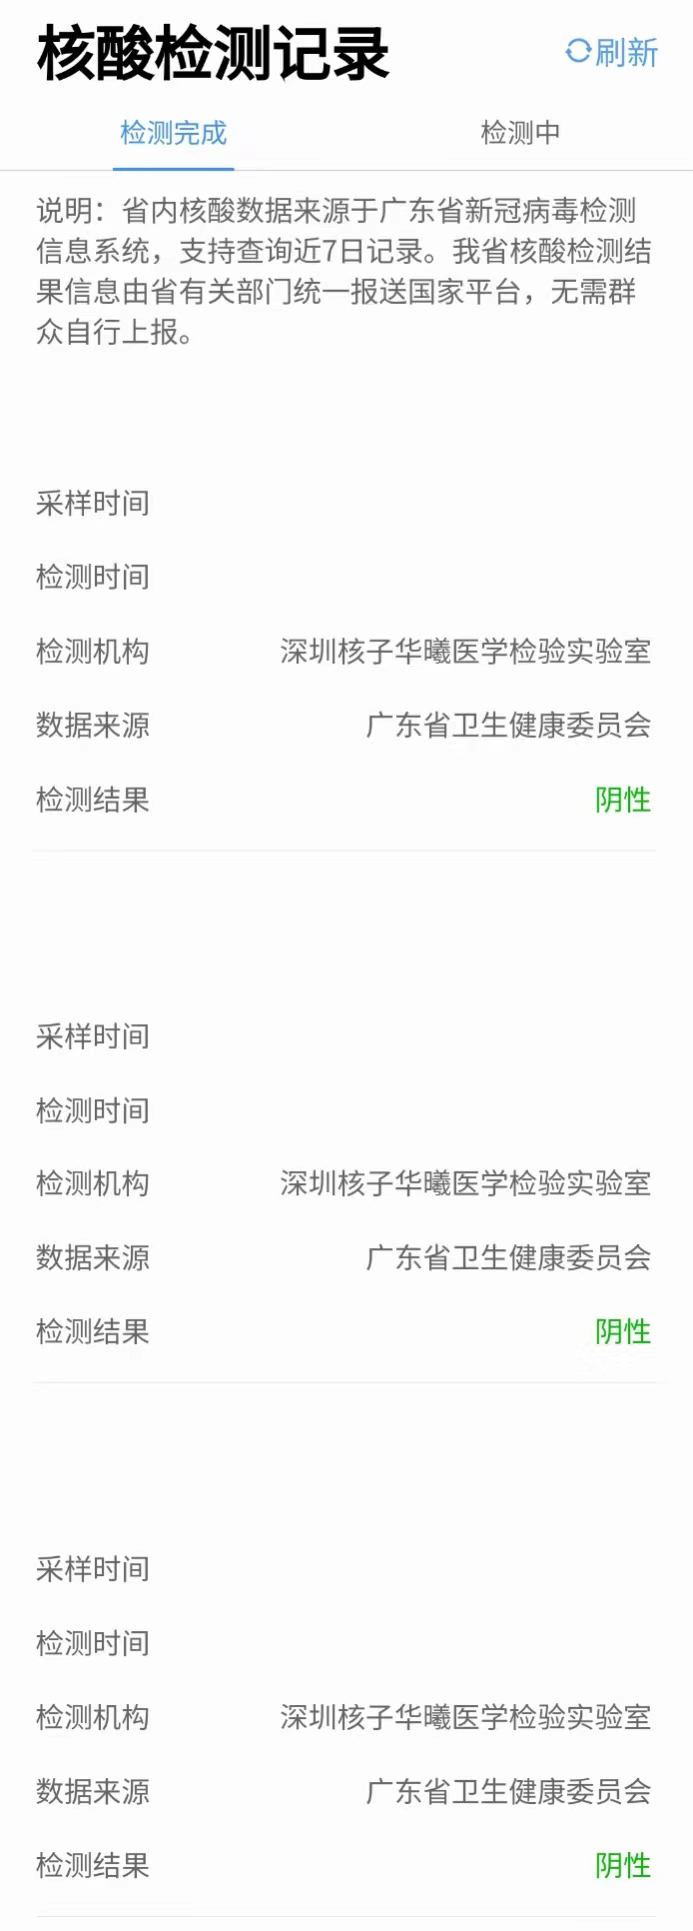 核酸检测记录
刷新
检测完成
检测中
说明：省内核酸数据来源于广东省新冠病毒检测
信息系统，支持查询近7日记录。我省核酸检测结
果信息由省有关部门统一报送国家平台，无需群
众自行上报。
采样时间
检测时间
检测机构 深圳核子华曦医学检验实验室
数据来源 广东省卫生健康委员会
检测结果 阴性
采样时间
检测时间
检测机构 深圳核子华曦医学检验实验室
数据来源 广东省卫生健康委员会
检测结果 阴性
采样时间
检测时间
检测机构 深圳核子华曦医学检验实验室
数据来源 广东省卫生健康委员会
检测结果 阴性